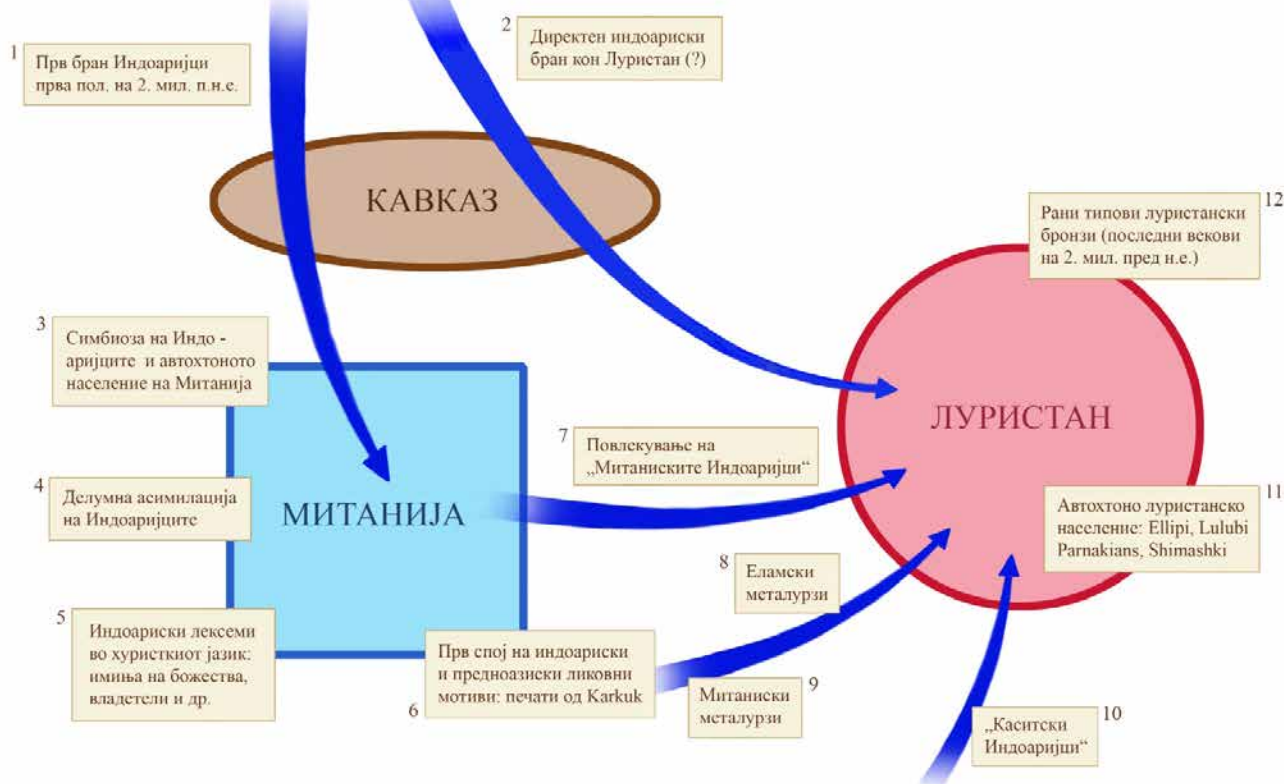 1
Прв бран Индоаријци
прва пол. на 2. мил. п.н.е.
2
Директен индоариски
бран кон Луристан (?)
КАВКАЗ
12
Рани типови луристански
бронзи (последни векови
на 2. мил. пред н.е.)
3
Симбиоза на Индо -
аријците и автохтоното
население на Митанија
ЛУРИСТАН
7
Повлекување на
„Митаниските Индоаријци“
4
Делумна асимилација
на Индоаријците
МИТАНИЈА
11
Автохтоно луристанско
население: Ellipi, Lulubi
Parnakians, Shimashki
8
Еламски
металурзи
5
Индоариски лексеми
во хуристкиот јазик:
имиња на божества,
владетели и др.
6
Прв спој на индоариски
и предноазиски ликовни
мотиви: печати од Karkuk
9
Митаниски
металурзи
10
„Каситски
Индоаријци“